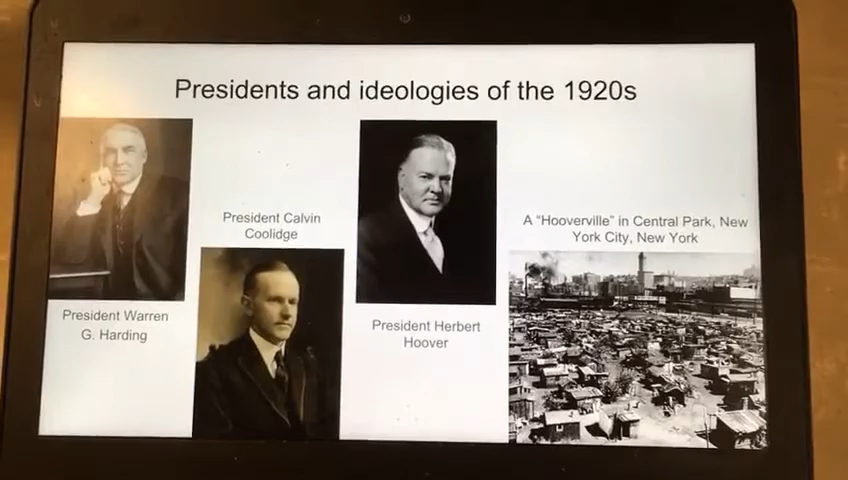 Presidents and ideologies of the 1920s
President Warren
G. Harding
President Calvin
Coolidge
President Herbert
Hoover
A “Hooverville” in Central Park, New
York City, New York